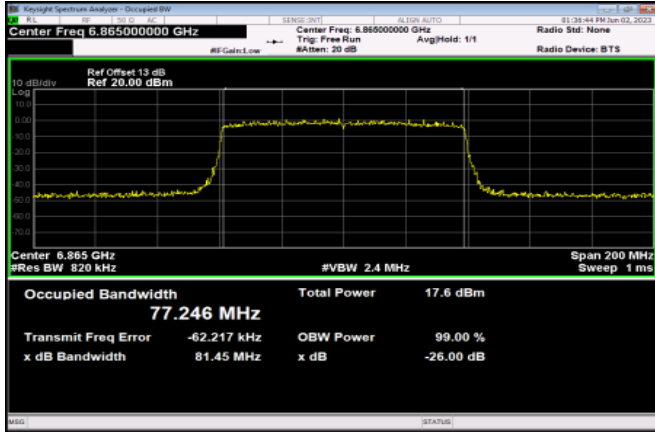 Keysight Spectrum Analyzer - Occupied BW
RL RF 50 Ω AC SENSE:INT ALIGN AUTO 01:36:44 PM Jun 02, 2023
Center Freq 6.865000000 GHz Center Freq: 6.865000000 GHz Radio Std: None
Trig: Free Run Avg|Hold: 1/1
#IFGain:Low #Atten: 20 dB Radio Device: BTS
Ref Offset 13 dB
10 dB/div Ref 20.00 dBm
Log
10.0
0.00
-10.0
-20.0
-30.0
-40.0
-50.0
-60.0
-70.0
Center 6.865 GHz Span 200 MHz
#Res BW 820 kHz #VBW 2.4 MHz Sweep 1 ms
Occupied Bandwidth Total Power 17.6 dBm
77.246 MHz
Transmit Freq Error -62.217 kHz OBW Power 99.00 %
x dB Bandwidth 81.45 MHz x dB -26.00 dB
MSG STATUS